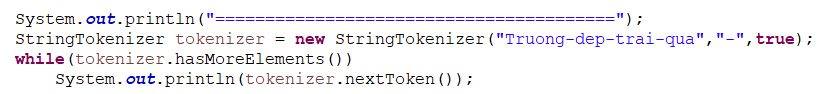 System.out.println("========================================");
StringTokenizer tokenizer = new StringTokenizer("Truong-dep-trai-qua","-",true);
while(tokenizer.hasMoreElements())
System.out.println(tokenizer.nextToken());